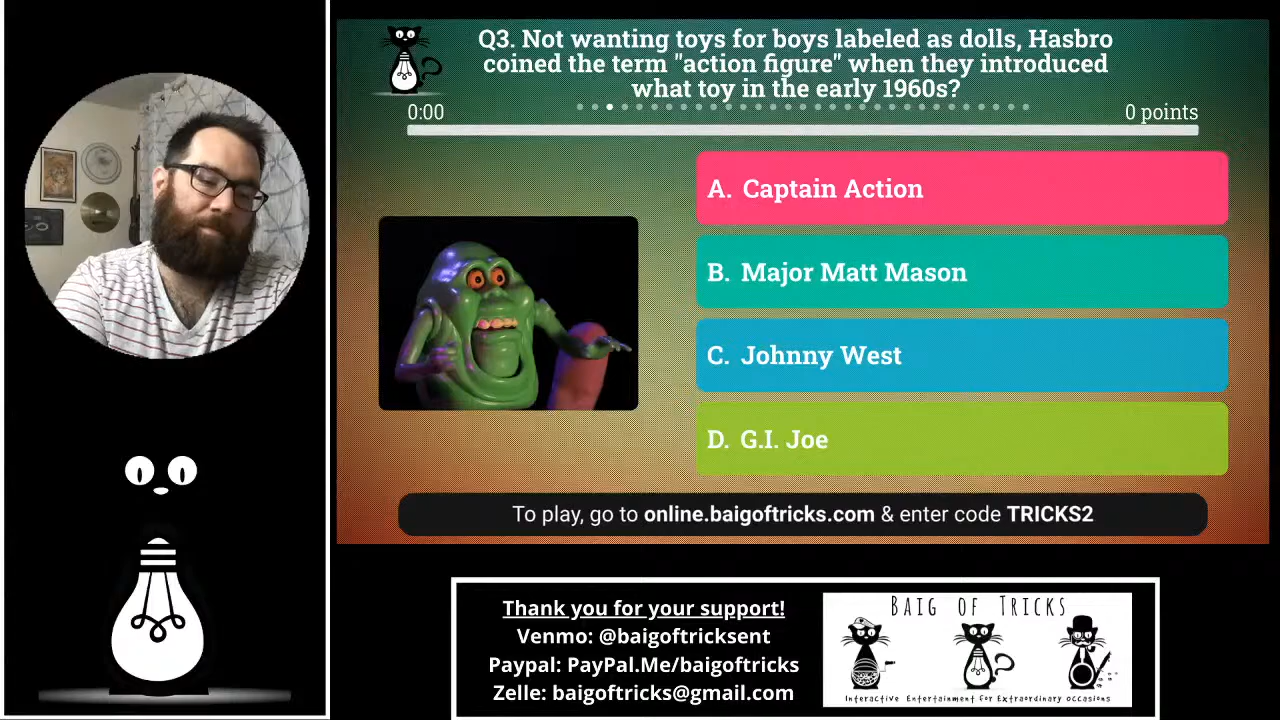 Q3. Not wanting toys for boys labeled as dolls, Hasbro
coined the term "action figure" when they introduced
what toy in the early 1960s?
0:00
0 points
A. Captain Action
B. Major Matt Mason
C. Johnny West
D. G.I. Joe
To play, go to online.baigoftricks.com & enter code TRICKS2
Thank you for your support!
Venmo: @baigoftricksent
Paypal: PayPal.Me/baigoftricks
Zelle: baigoftricks@gmail.com
BAIG OF TRICKS
Interactive Entertainment for Extraordinary Occasions